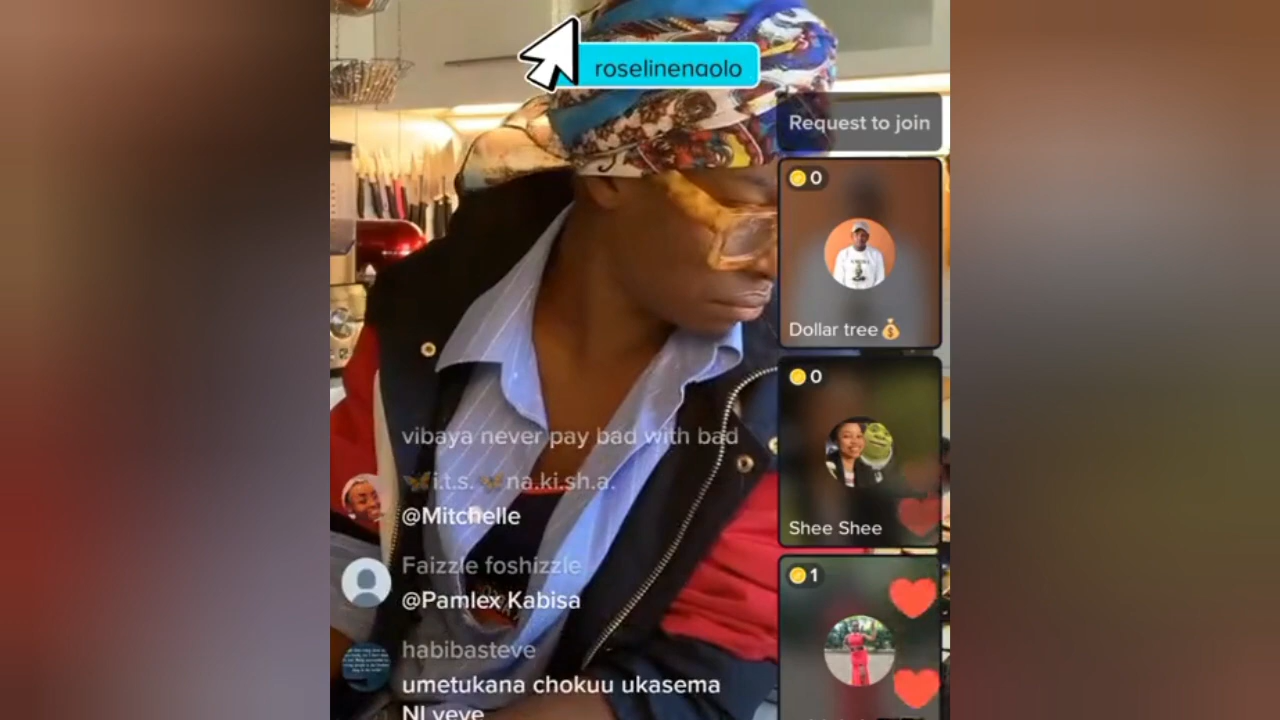 roselinenaolo
Request to join
0
Dollar tree💰
0
Shee Shee
1
vibaya never pay bad with bad
🦋i.t.s. 🦋na.ki.sh.a.
@Mitchelle
Faizzle foshizzle
@Pamlex Kabisa
habibasteve
umetukana chokuu ukasema
NI yeye